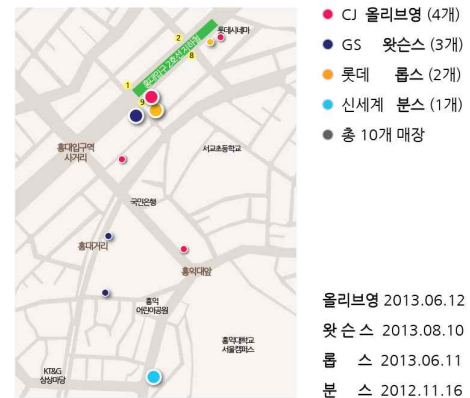 2
롯데시네마
홍대입구 2호선 지하철
8
1
9
홍대입구역
사거리
서교초등학교
국민은행
홍대거리
홍익대앞
홍익
어린이공원
홍익대학교
서울캠퍼스
KT&G
상상마당
CJ 올리브영 (4개)
GS 왓슨스 (3개)
롯데 롭스 (2개)
신세계 분스 (1개)
총 10개 매장
올리브영 2013.06.12
왓 슨 스 2013.08.10
롭 스 2013.06.11
분 스 2012.11.16